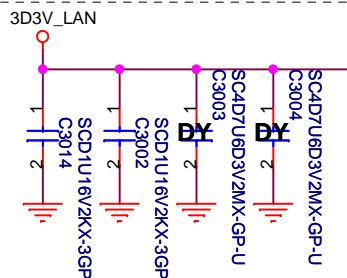 3D3V_LAN
1
2
C3014
SCD1U16V2KX-3GP
1
2
C3002
SCD1U16V2KX-3GP
1
DY
2
C3003
SC4D7U6D3V2MX-GP-U
1
DY
2
C3004
SC4D7U6D3V2MX-GP-U